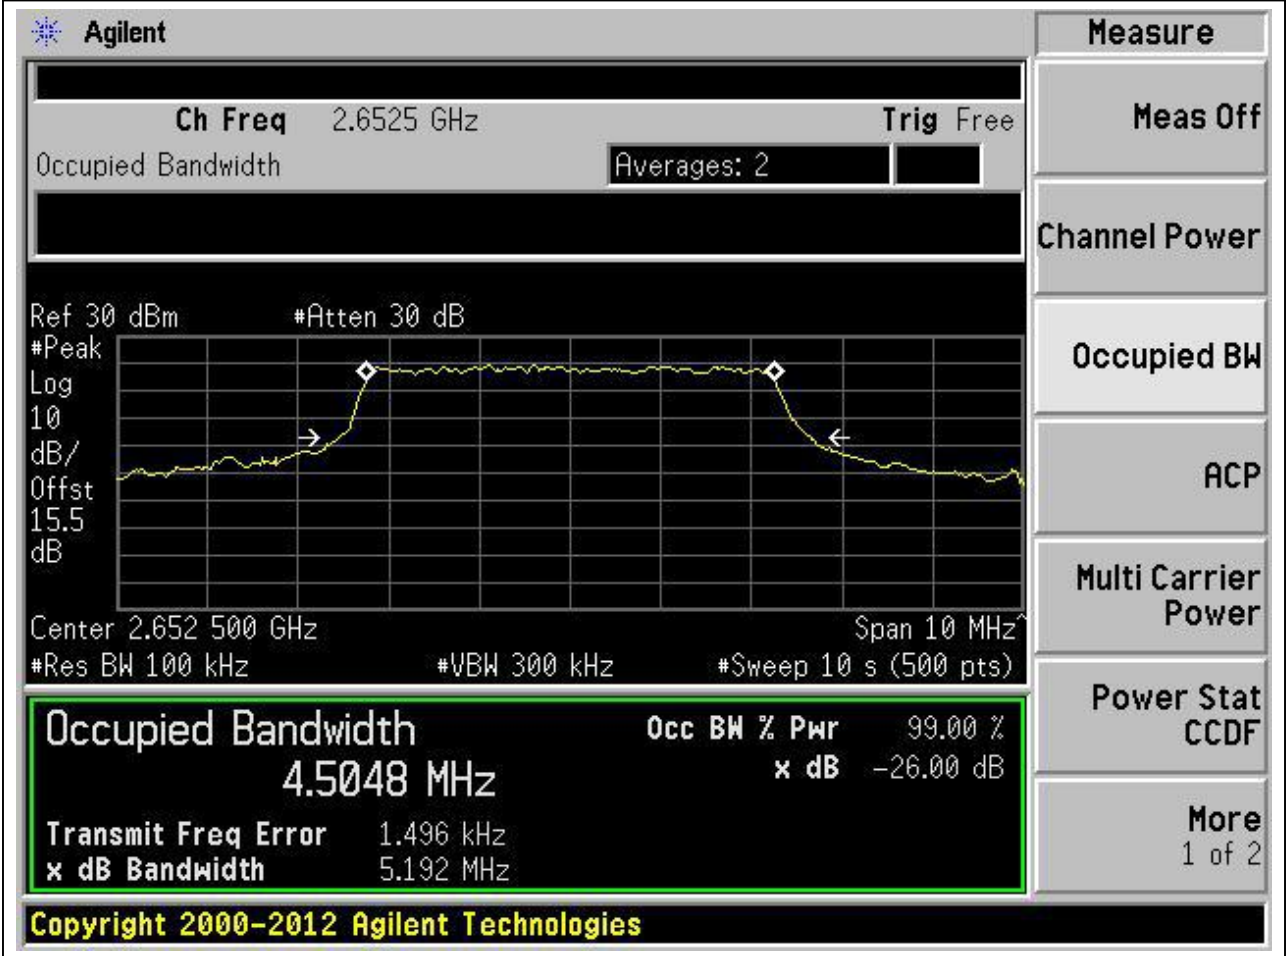 Agilent
Measure
Ch Freq 2.6525 GHz Trig Free
Meas Off
Occupied Bandwidth Averages: 2
Channel Power
Ref 30 dBm #Atten 30 dB
#Peak
Log
10
dB/
Offst
15.5
dB
Occupied BW
ACP
Center 2.652 500 GHz Span 10 MHz^
#Res BW 100 kHz #VBW 300 kHz #Sweep 10 s (500 pts)
Multi Carrier
Power
Occupied Bandwidth Occ BW % Pwr 99.00 %
4.5048 MHz x dB -26.00 dB
Power Stat
CCDF
Transmit Freq Error 1.496 kHz
x dB Bandwidth 5.192 MHz
More
1 of 2
Copyright 2000-2012 Agilent Technologies